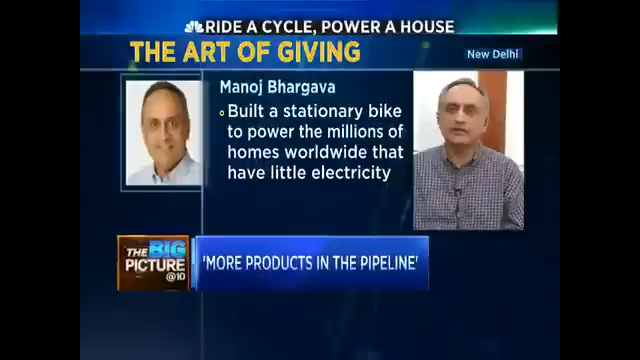 RIDE A CYCLE, POWER A HOUSE
THE ART OF GIVING
New Delhi
Manoj Bhargava
Built a stationary bike
to power the millions of
homes worldwide that
have little electricity
THE BIG
PICTURE
@10
'MORE PRODUCTS IN THE PIPELINE'